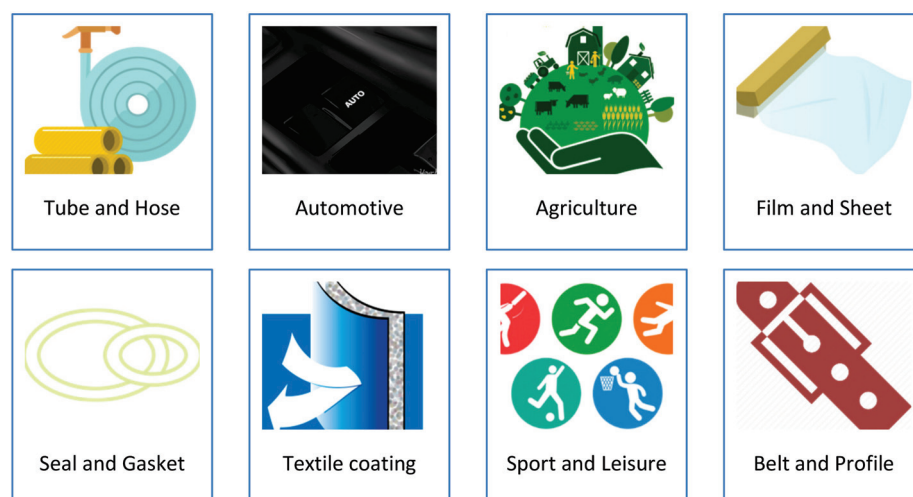 AUTO
Tube and Hose
Automotive
Agriculture
Film and Sheet
Seal and Gasket
Textile coating
Sport and Leisure
Belt and Profile